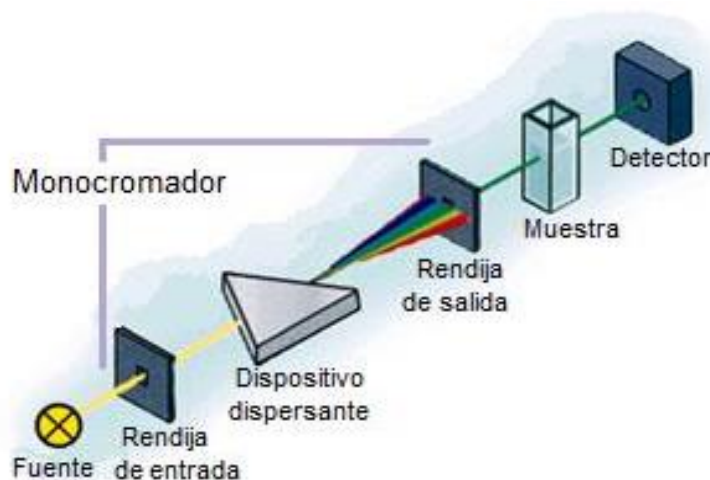 Monocromador
Detector
Muestra
Rendija
de salida
Dispositivo
dispersante
Rendija
de entrada
Fuente